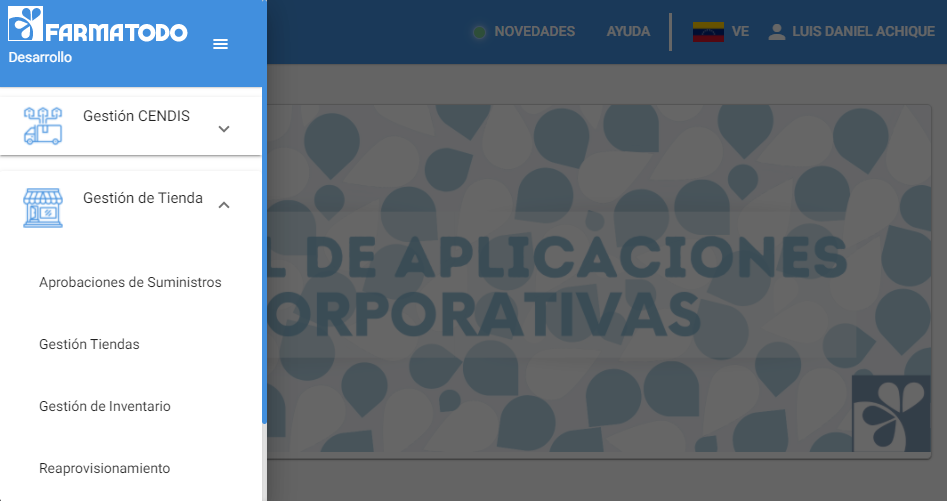 FARMATODO
Desarrollo
NOVEDADES
AYUDA
VE
LUIS DANIEL ACHIQUE
Gestión CENDIS
Gestión de Tienda
Aprobaciones de Suministros
Gestión Tiendas
Gestión de Inventario
Reaprovisionamiento
L DE APLICACIONES
ORPORATIVAS